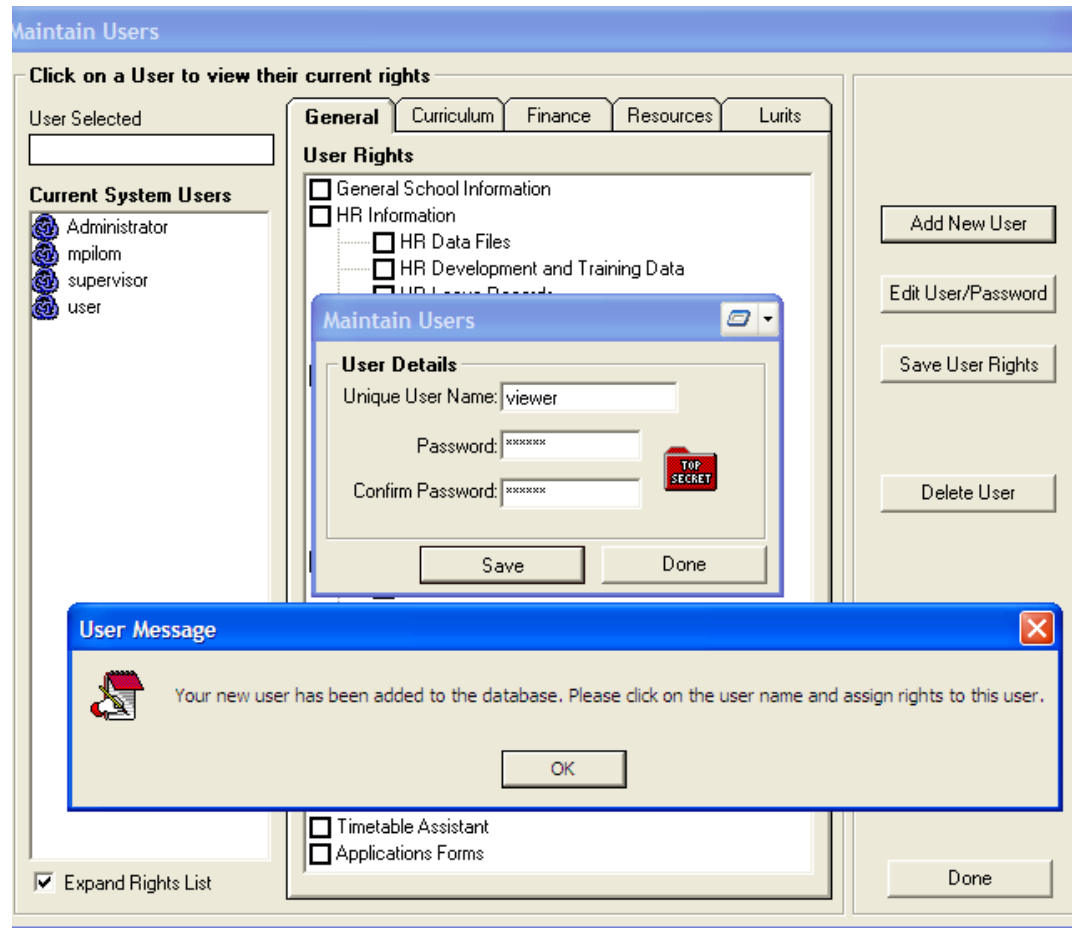 Maintain Users
Click on a User to view their current rights
User Selected
General Curriculum Finance Resources Lurits
User Rights
Current System Users
Administrator
mpilom
supervisor
user
General School Information
HR Information
HR Data Files
HR Development and Training Data
HR Leave Records
Add New User
Edit User/Password
Save User Rights
Delete User
Maintain Users
User Details
Unique User Name: viewer
Password: ******
Confirm Password: ******
TOP
SECRET
Save Done
User Message
Your new user has been added to the database. Please click on the user name and assign rights to this user.
OK
Timetable Assistant
Applications Forms
Expand Rights List
Done